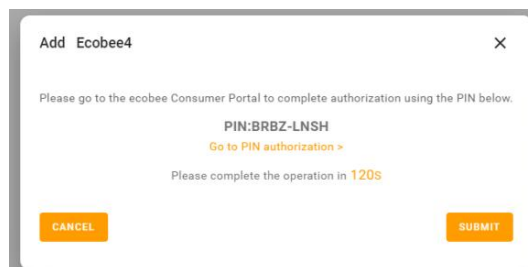 Add Ecobee4
Please go to the ecobee Consumer Portal to complete authorization using the PIN below.
PIN:BRBZ-LNSH
Go to PIN authorization >
Please complete the operation in 120S
CANCEL
SUBMIT